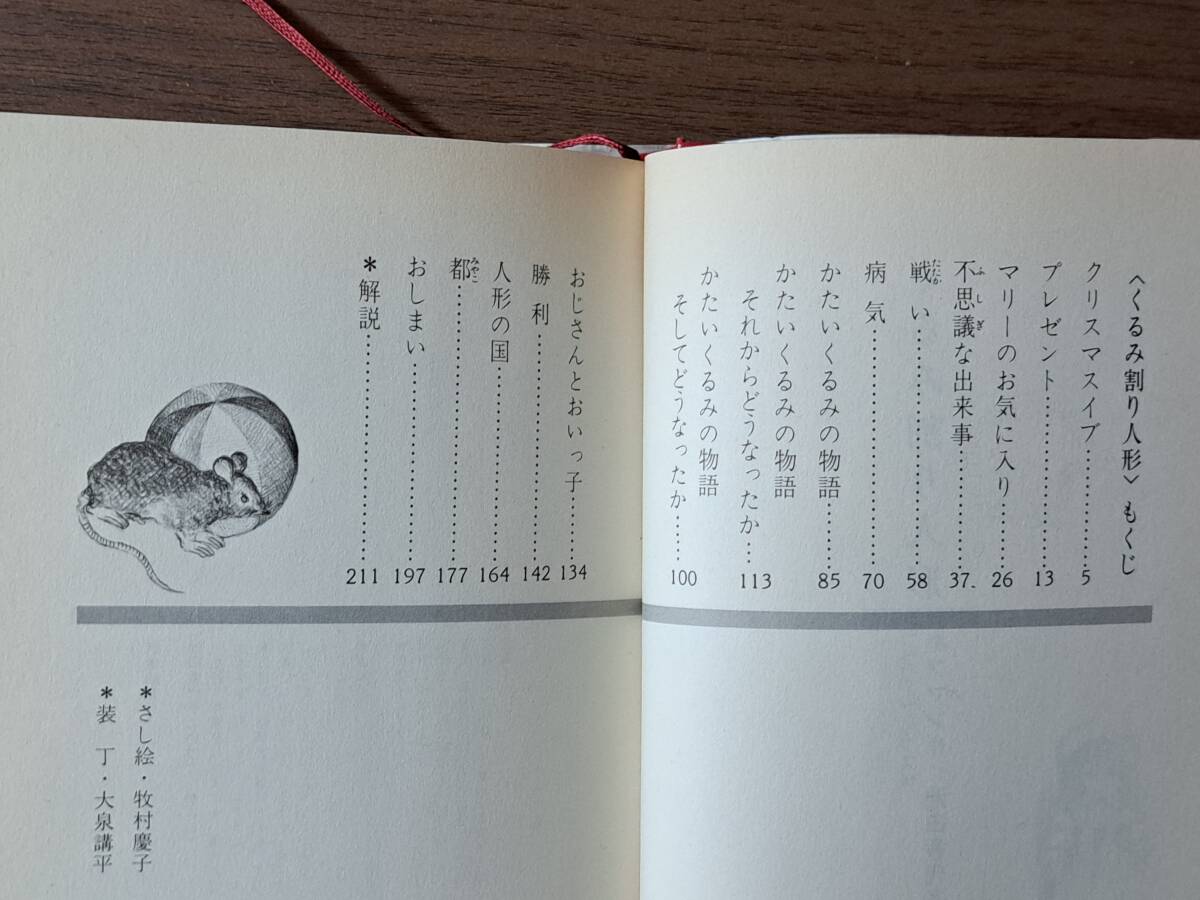 〈くるみ割り人形〉もくじ
クリスマスイブ……………5
プレゼント……………13
マリーのお気に入り……26
不思議な出来事……………37
戦い……………58
病気……………70
かたいくるみの物語……85
かたいくるみの物語
それからどうなったか…113
かたいくるみの物語
そしてどうなったか……100
おじさんとおいっ子……134
勝利……………142
人形の国……………164
都……………177
おしまい……………197
*解説……………211
*さし絵・牧村慶子
*装丁・大泉講平